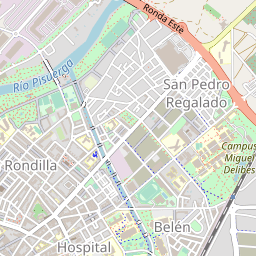 Ronda Este
Río Pisuerga
San Pedro
Regalado
Campus
Miguel
Delibes
Rondilla
Belén
Hospital